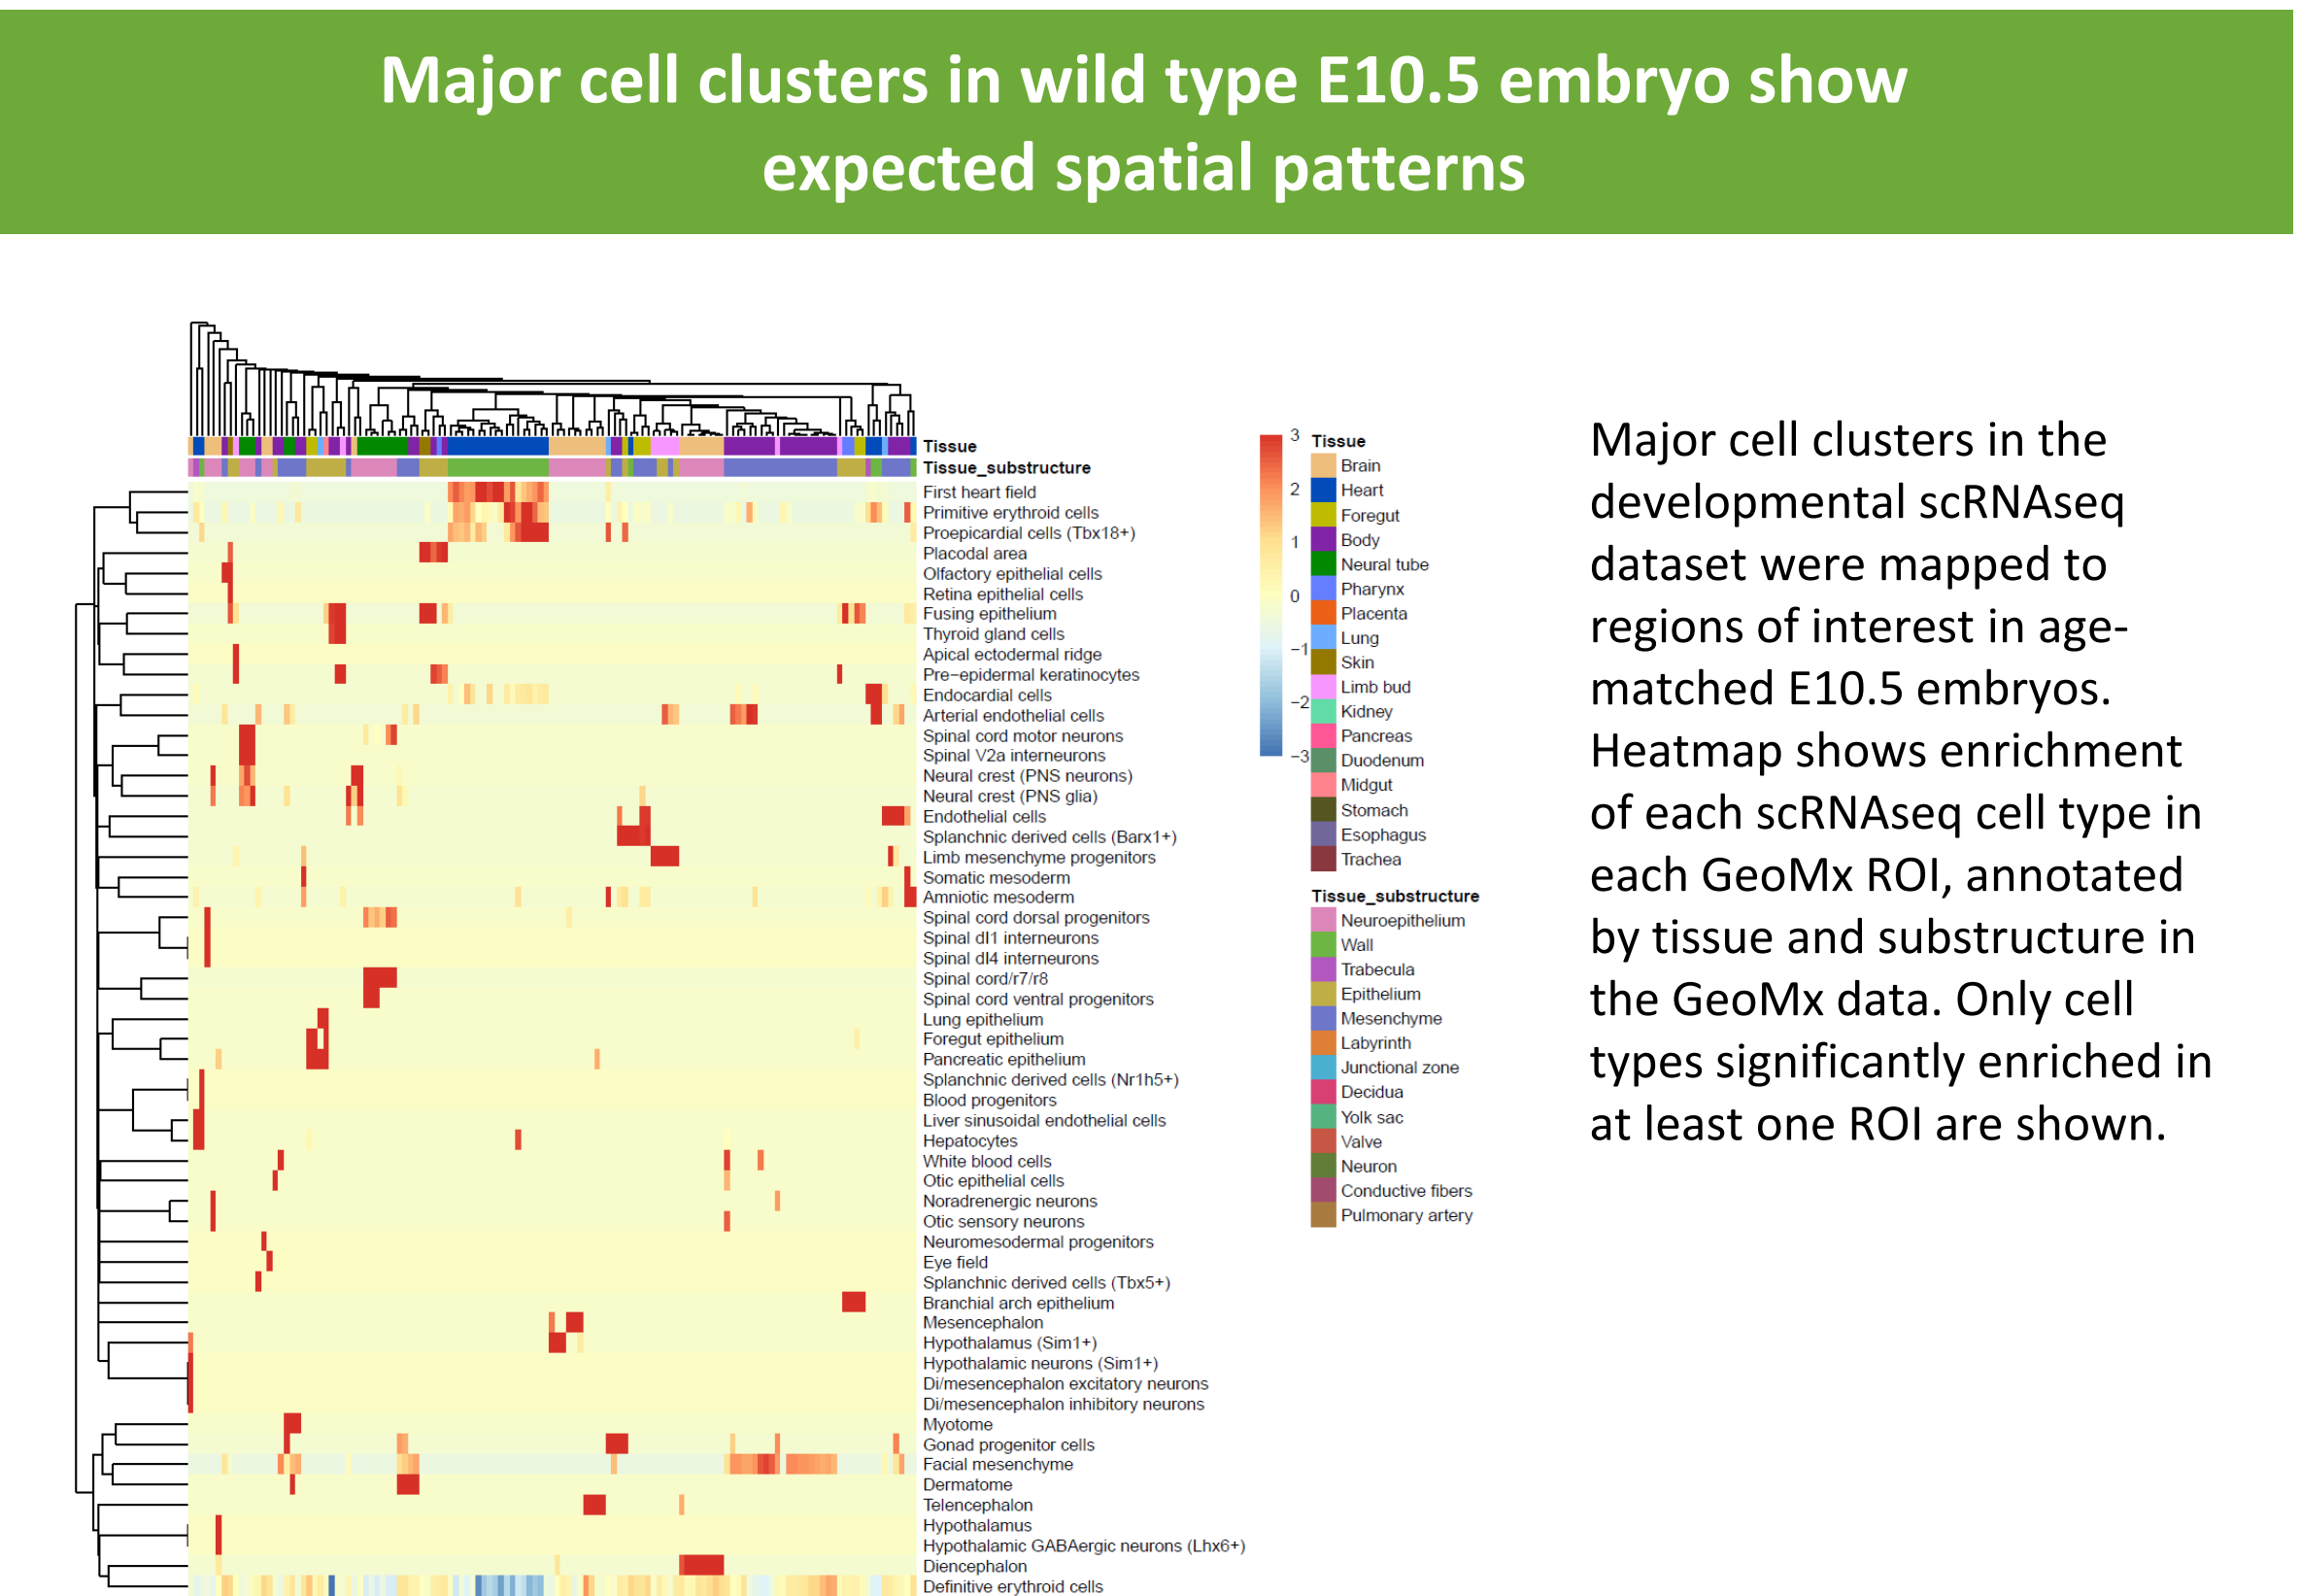 Major cell clusters in wild type E10.5 embryo show
expected spatial patterns
Tissue
Tissue_substructure
First heart field
Primitive erythroid cells
Proepicardial cells (Tbx18+)
Placodal area
Olfactory epithelial cells
Retina epithelial cells
Fusing epithelium
Thyroid gland cells
Apical ectodermal ridge
Pre−epidermal keratinocytes
Endocardial cells
Arterial endothelial cells
Spinal cord motor neurons
Spinal V2a interneurons
Neural crest (PNS neurons)
Neural crest (PNS glia)
Endothelial cells
Splanchnic derived cells (Barx1+)
Limb mesenchyme progenitors
Somatic mesoderm
Amniotic mesoderm
Spinal cord dorsal progenitors
Spinal dI1 interneurons
Spinal dI4 interneurons
Spinal cord/r7/r8
Spinal cord ventral progenitors
Lung epithelium
Foregut epithelium
Pancreatic epithelium
Splanchnic derived cells (Nr1h5+)
Blood progenitors
Liver sinusoidal endothelial cells
Hepatocytes
White blood cells
Otic epithelial cells
Noradrenergic neurons
Otic sensory neurons
Neuromesodermal progenitors
Eye field
Splanchnic derived cells (Tbx5+)
Branchial arch epithelium
Mesencephalon
Hypothalamus (Sim1+)
Hypothalamic neurons (Sim1+)
Di/mesencephalon excitatory neurons
Di/mesencephalon inhibitory neurons
Myotome
Gonad progenitor cells
Facial mesenchyme
Dermatome
Telencephalon
Hypothalamus
Hypothalamic GABAergic neurons (Lhx6+)
Diencephalon
Definitive erythroid cells
3
2
1
0
−1
−2
−3
Tissue
Brain
Heart
Foregut
Body
Neural tube
Pharynx
Placenta
Lung
Skin
Limb bud
Kidney
Pancreas
Duodenum
Midgut
Stomach
Esophagus
Trachea
Tissue_substructure
Neuroepithelium
Wall
Trabecula
Epithelium
Mesenchyme
Labyrinth
Junctional zone
Decidua
Yolk sac
Valve
Neuron
Conductive fibers
Pulmonary artery
Major cell clusters in the
developmental scRNAseq
dataset were mapped to
regions of interest in age-
matched E10.5 embryos.
Heatmap shows enrichment
of each scRNAseq cell type in
each GeoMx ROI, annotated
by tissue and substructure in
the GeoMx data. Only cell
types significantly enriched in
at least one ROI are shown.